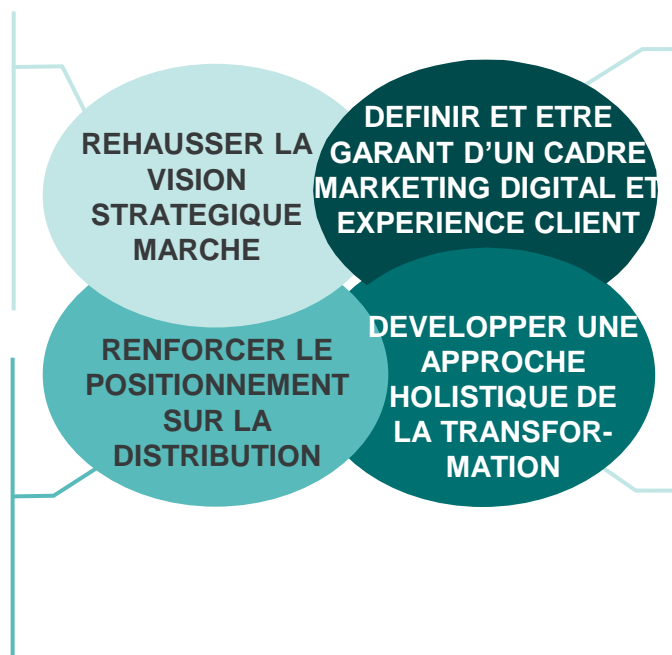 REHAUSSER LA
VISION
STRATEGIQUE
MARCHE
DEFINIR ET ETRE
GARANT D’UN CADRE
MARKETING DIGITAL ET
EXPERIENCE CLIENT
RENFORCER LE
POSITIONNEMENT
SUR LA
DISTRIBUTION
DEVELOPPER UNE
APPROCHE
HOLISTIQUE DE
LA TRANSFOR-
MATION